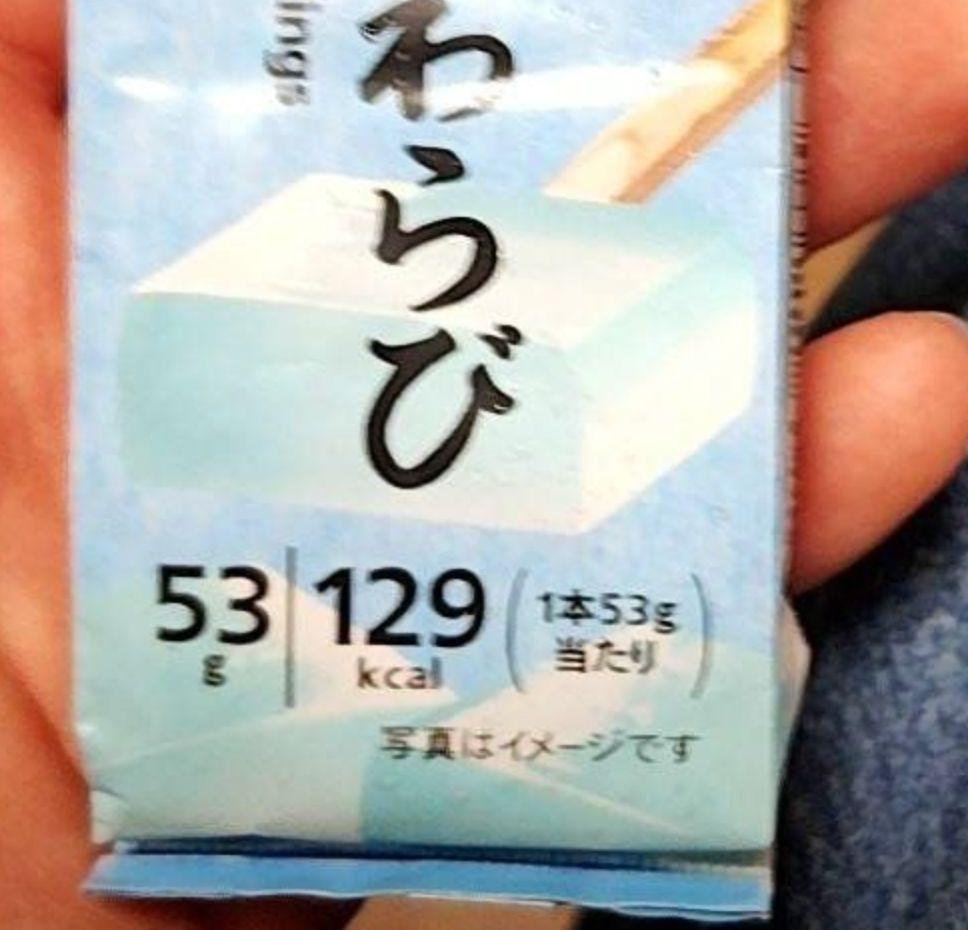 わらび
ings
53
g
129
kcal
1本53g
当たり
写真はイメージです